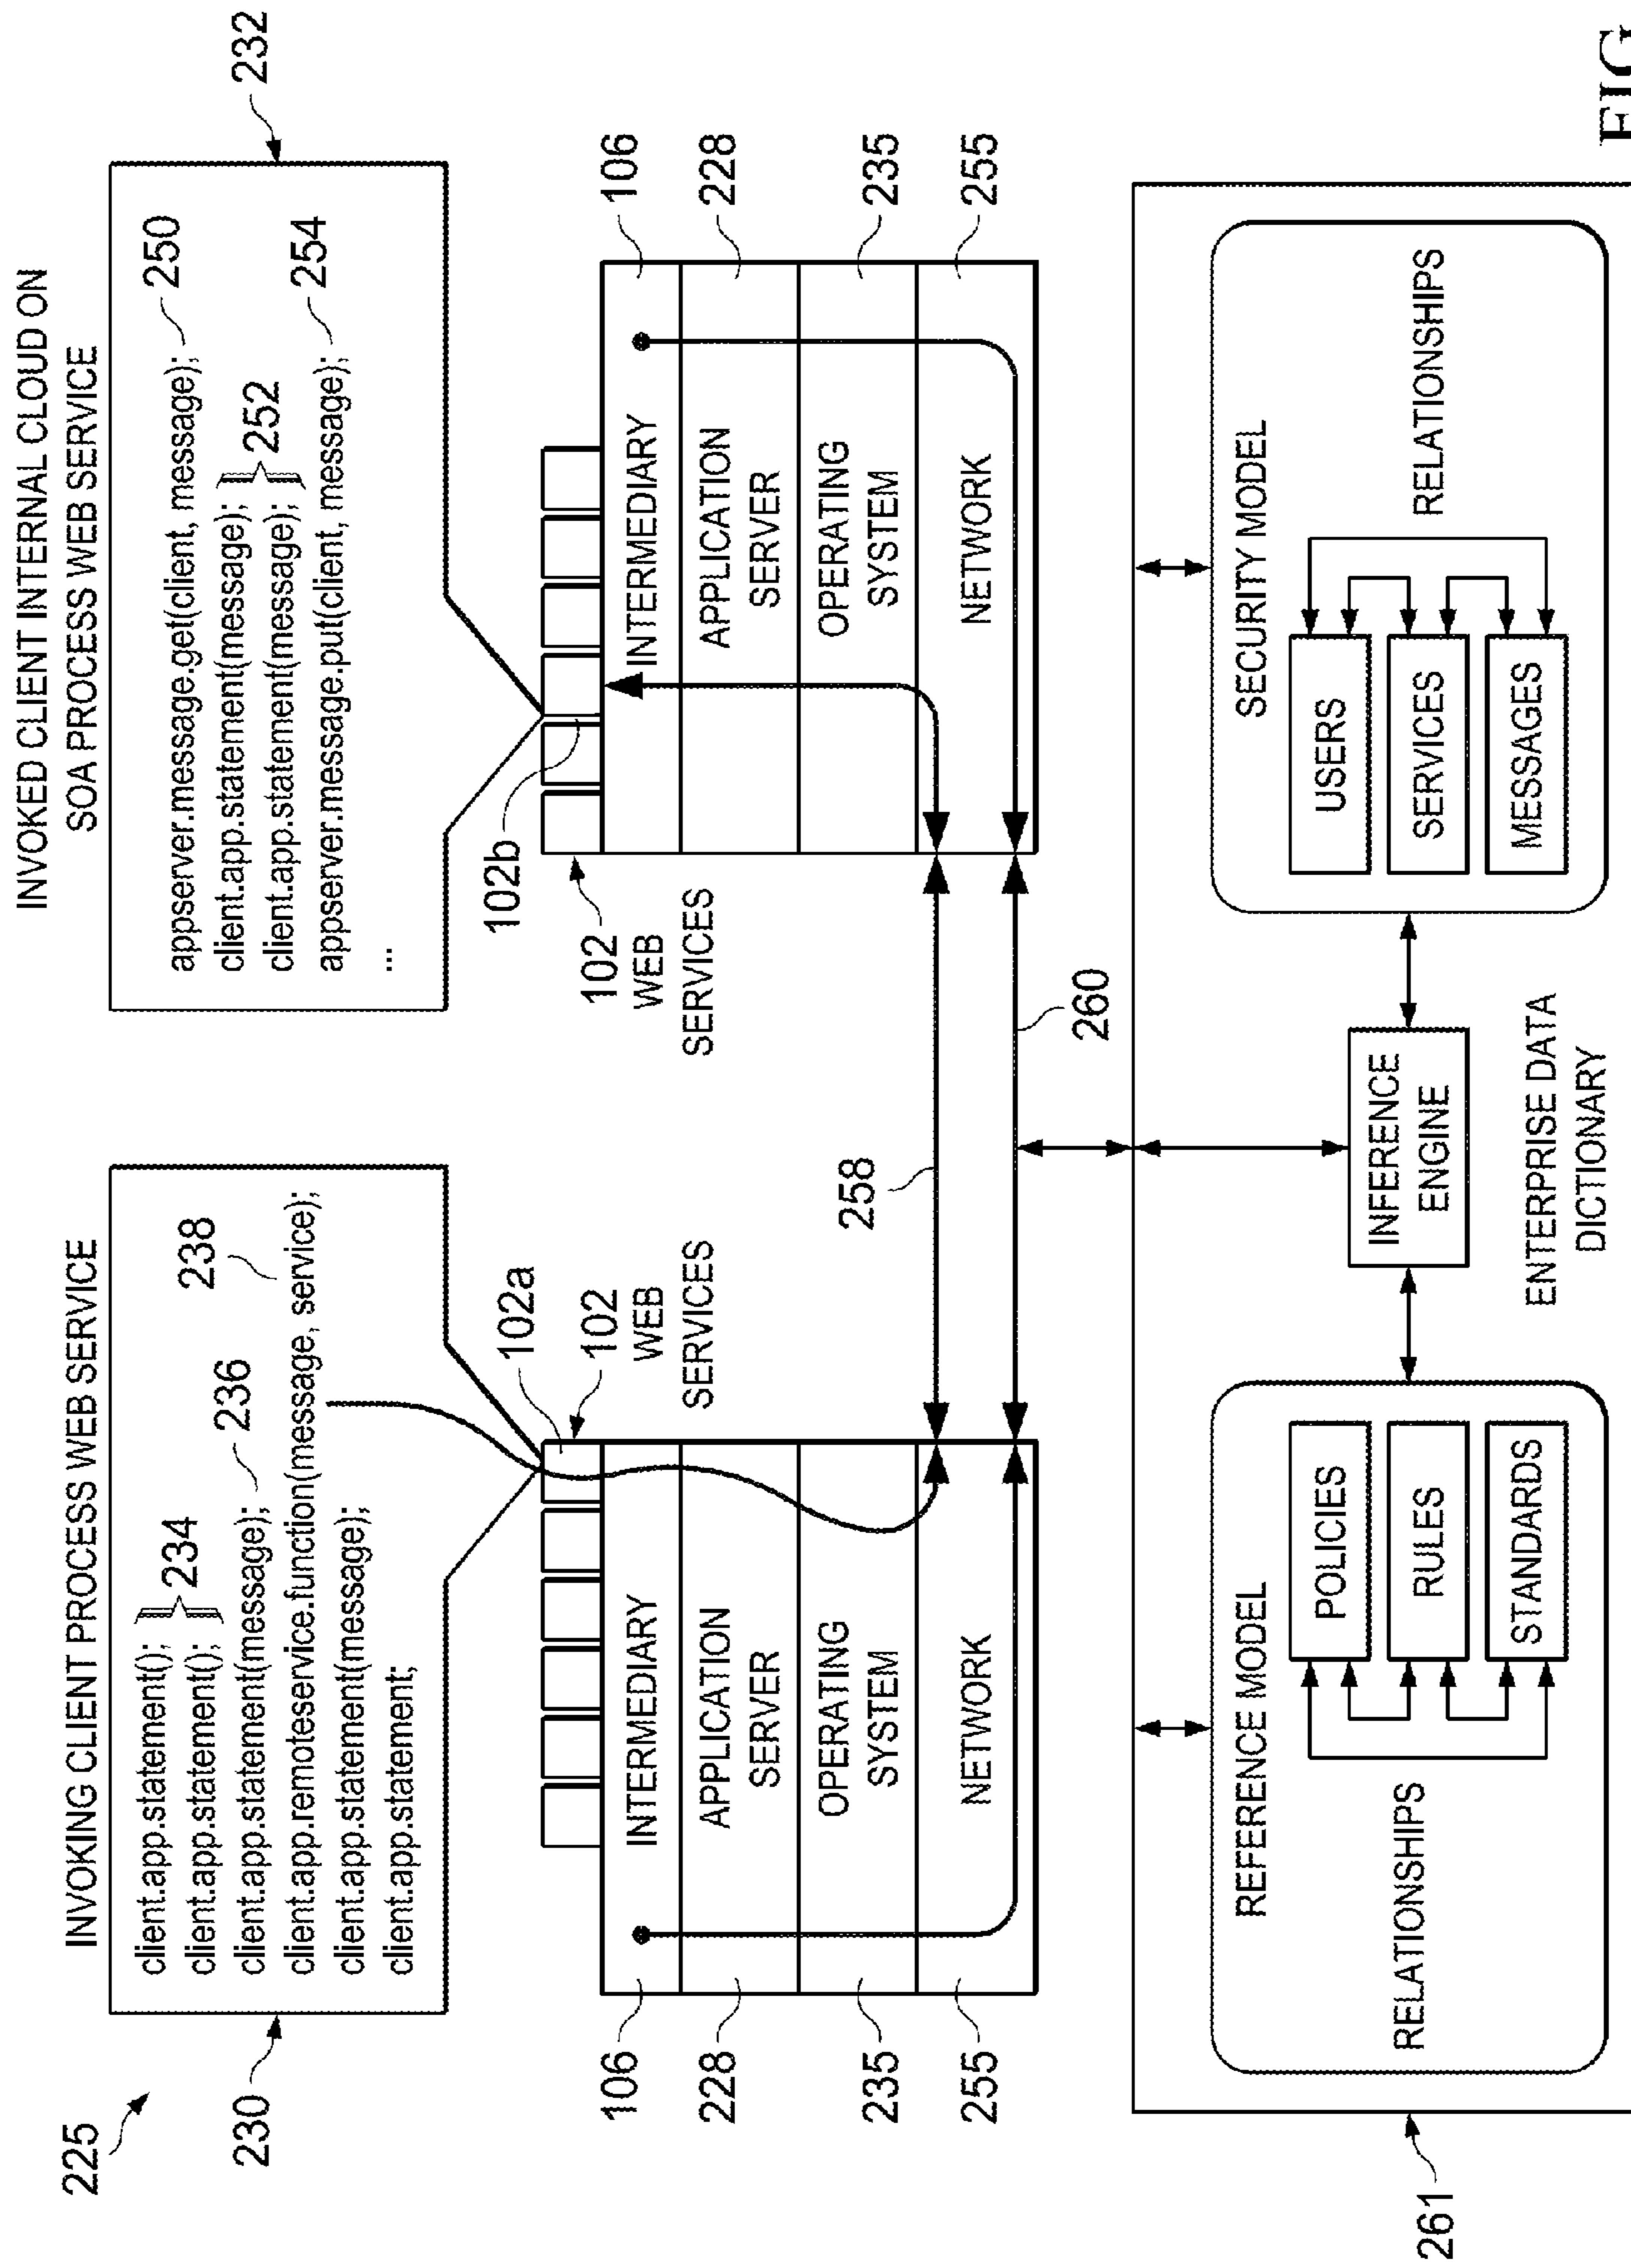 225
INVOKING CLIENT PROCESS WEB SERVICE
230
client.app.statement();
client.app.statement();
234
client.app.statement(message);
236
238
client.app.remoteservice.function(message, service);
client.app.statement(message);
client.app.statement;
INVOKED CLIENT INTERNAL CLOUD ON
SOA PROCESS WEB SERVICE
232
appserver.message.get(client, message);
250
client.app.statement(message);
client.app.statement(message);
252
appserver.message.put(client, message);
254
...
102a
102
WEB
SERVICES
106
INTERMEDIARY
228
APPLICATION
SERVER
235
OPERATING
SYSTEM
255
NETWORK
102b
102
WEB
SERVICES
INTERMEDIARY
106
APPLICATION
SERVER
228
OPERATING
SYSTEM
235
NETWORK
255
258
260
261
REFERENCE MODEL
RELATIONSHIPS
POLICIES
RULES
STANDARDS
INFERENCE
ENGINE
ENTERPRISE DATA
DICTIONARY
SECURITY MODEL
USERS
SERVICES
MESSAGES
RELATIONSHIPS
FIG